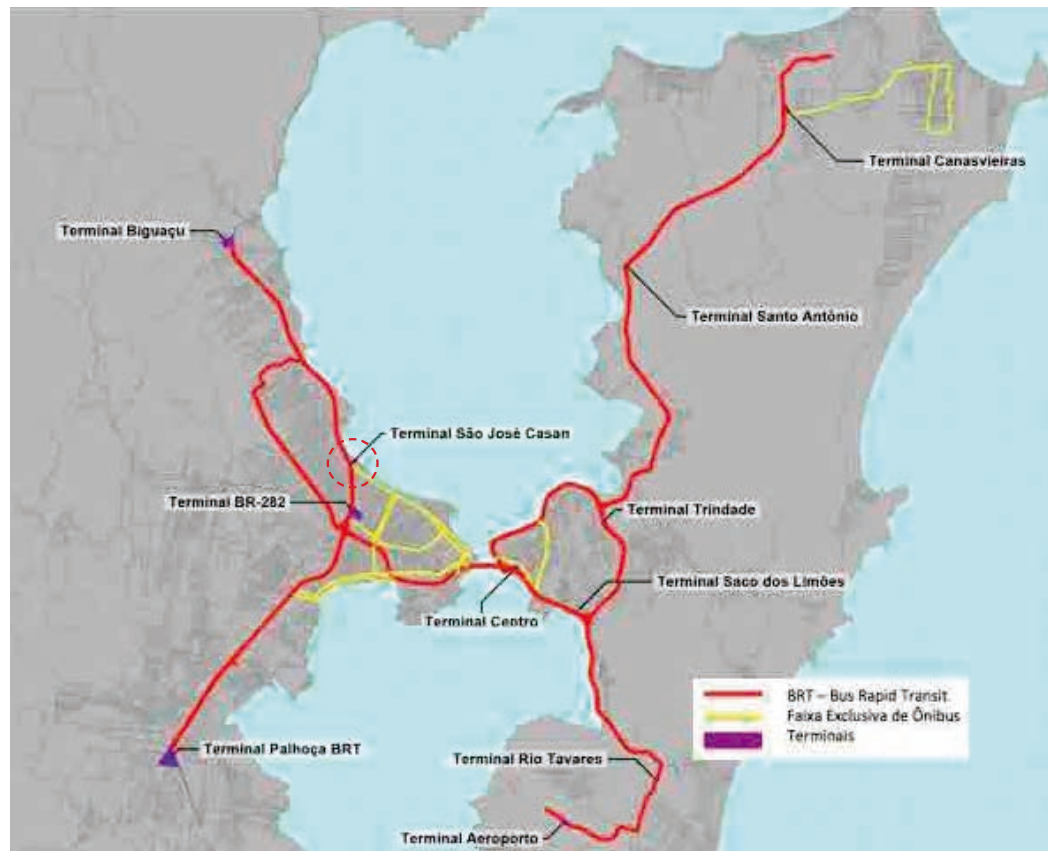 Terminal Canasvieiras
Terminal Biguaçu
Terminal Santo Antônio
Terminal São José Casan
Terminal BR-282
Terminal Trindade
Terminal Saco dos Limões
Terminal Centro
BRT – Bus Rapid Transit
Faixa Exclusiva de Ônibus
Terminais
Terminal Palhoça BRT
Terminal Rio Tavares
Terminal Aeroporto